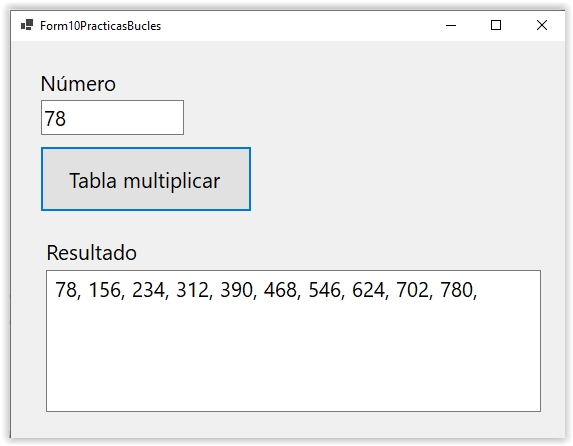 Form10PracticasBucles
Número
78
Tabla multiplicar
Resultado
78, 156, 234, 312, 390, 468, 546, 624, 702, 780,